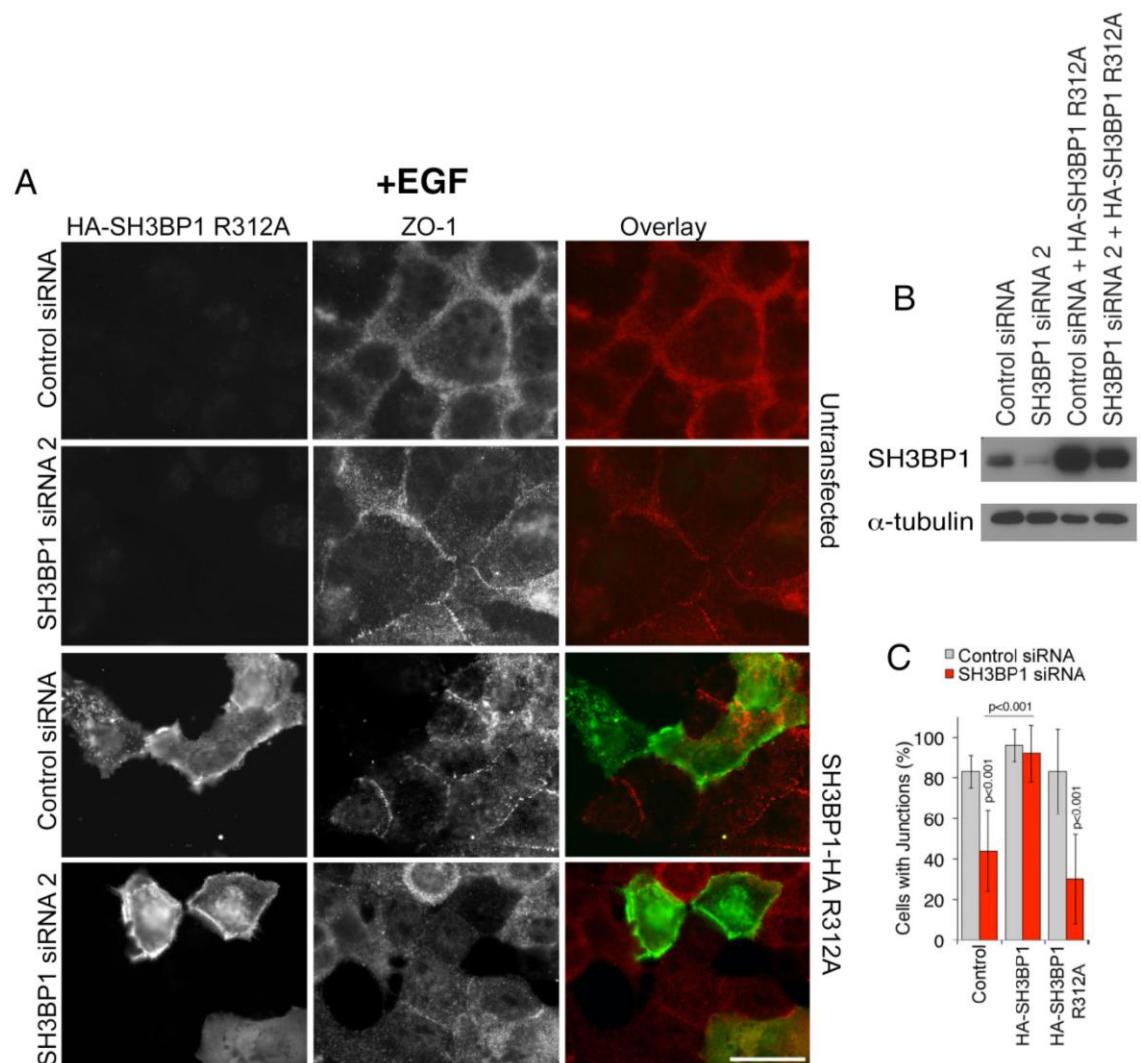 A
+EGF
HA-SH3BP1 R312A
ZO-1
Overlay
Control siRNA
SH3BP1 siRNA 2
Control siRNA
SH3BP1 siRNA 2
Untransfected
SH3BP1-HA R312A
B
Control siRNA
SH3BP1 siRNA 2
Control siRNA + HA-SH3BP1 R312A
SH3BP1 siRNA 2 + HA-SH3BP1 R312A
SH3BP1
α-tubulin
C
Control siRNA
SH3BP1 siRNA
p<0.001
p<0.001
p<0.001
Cells with Junctions (%)
100
80
60
40
20
0
Control
HA-SH3BP1
HA-SH3BP1
R312A